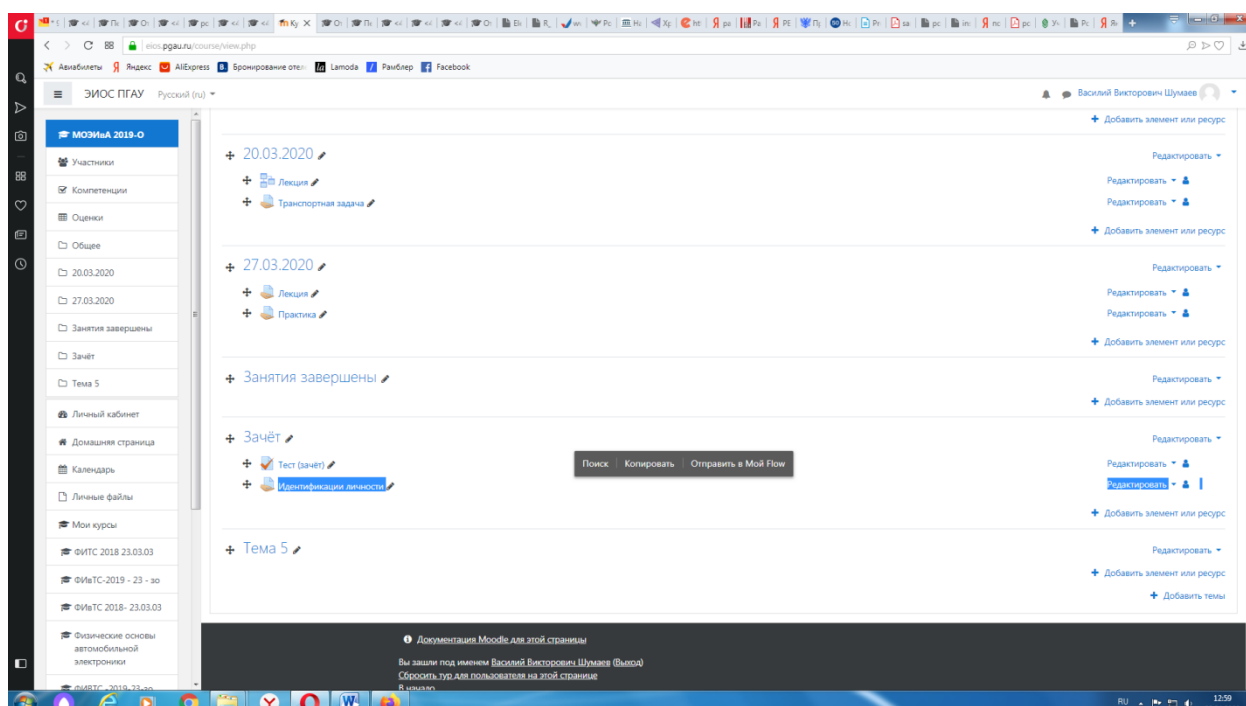 eios.pgau.ru/course/view.php
Авиабилеты Яндекс AliExpress Бронирование отел Lamoda Рамблер Facebook
ЭИОС ПГАУ Русский (ru)
Василий Викторович Шумаев
МОЭИвА 2019-О
Участники
Компетенции
Оценки
Общее
20.03.2020
27.03.2020
Занятия завершены
Зачёт
Тема 5
Личный кабинет
Домашняя страница
Календарь
Личные файлы
Мои курсы
ФИТС 2018 23.03.03
ФИвТС-2019 - 23 - зо
ФИвТС 2018- 23.03.03
Физические основы
автомобильной
электроники
Добавить элемент или ресурс
20.03.2020 Редактировать
Лекция Редактировать
Транспортная задача Редактировать
Добавить элемент или ресурс
27.03.2020 Редактировать
Лекция Редактировать
Практика Редактировать
Добавить элемент или ресурс
Занятия завершены Редактировать
Добавить элемент или ресурс
Зачёт Редактировать
Поиск Копировать Отправить в Мой Flow
Тест (зачёт) Редактировать
Идентификации личности Редактировать
Добавить элемент или ресурс
Тема 5 Редактировать
Добавить элемент или ресурс
Добавить темы
Документация Moodle для этой страницы
Вы зашли под именем Василий Викторович Шумаев (Выход)
Сбросить тур для пользователя на этой странице
В начало
RU 12:59